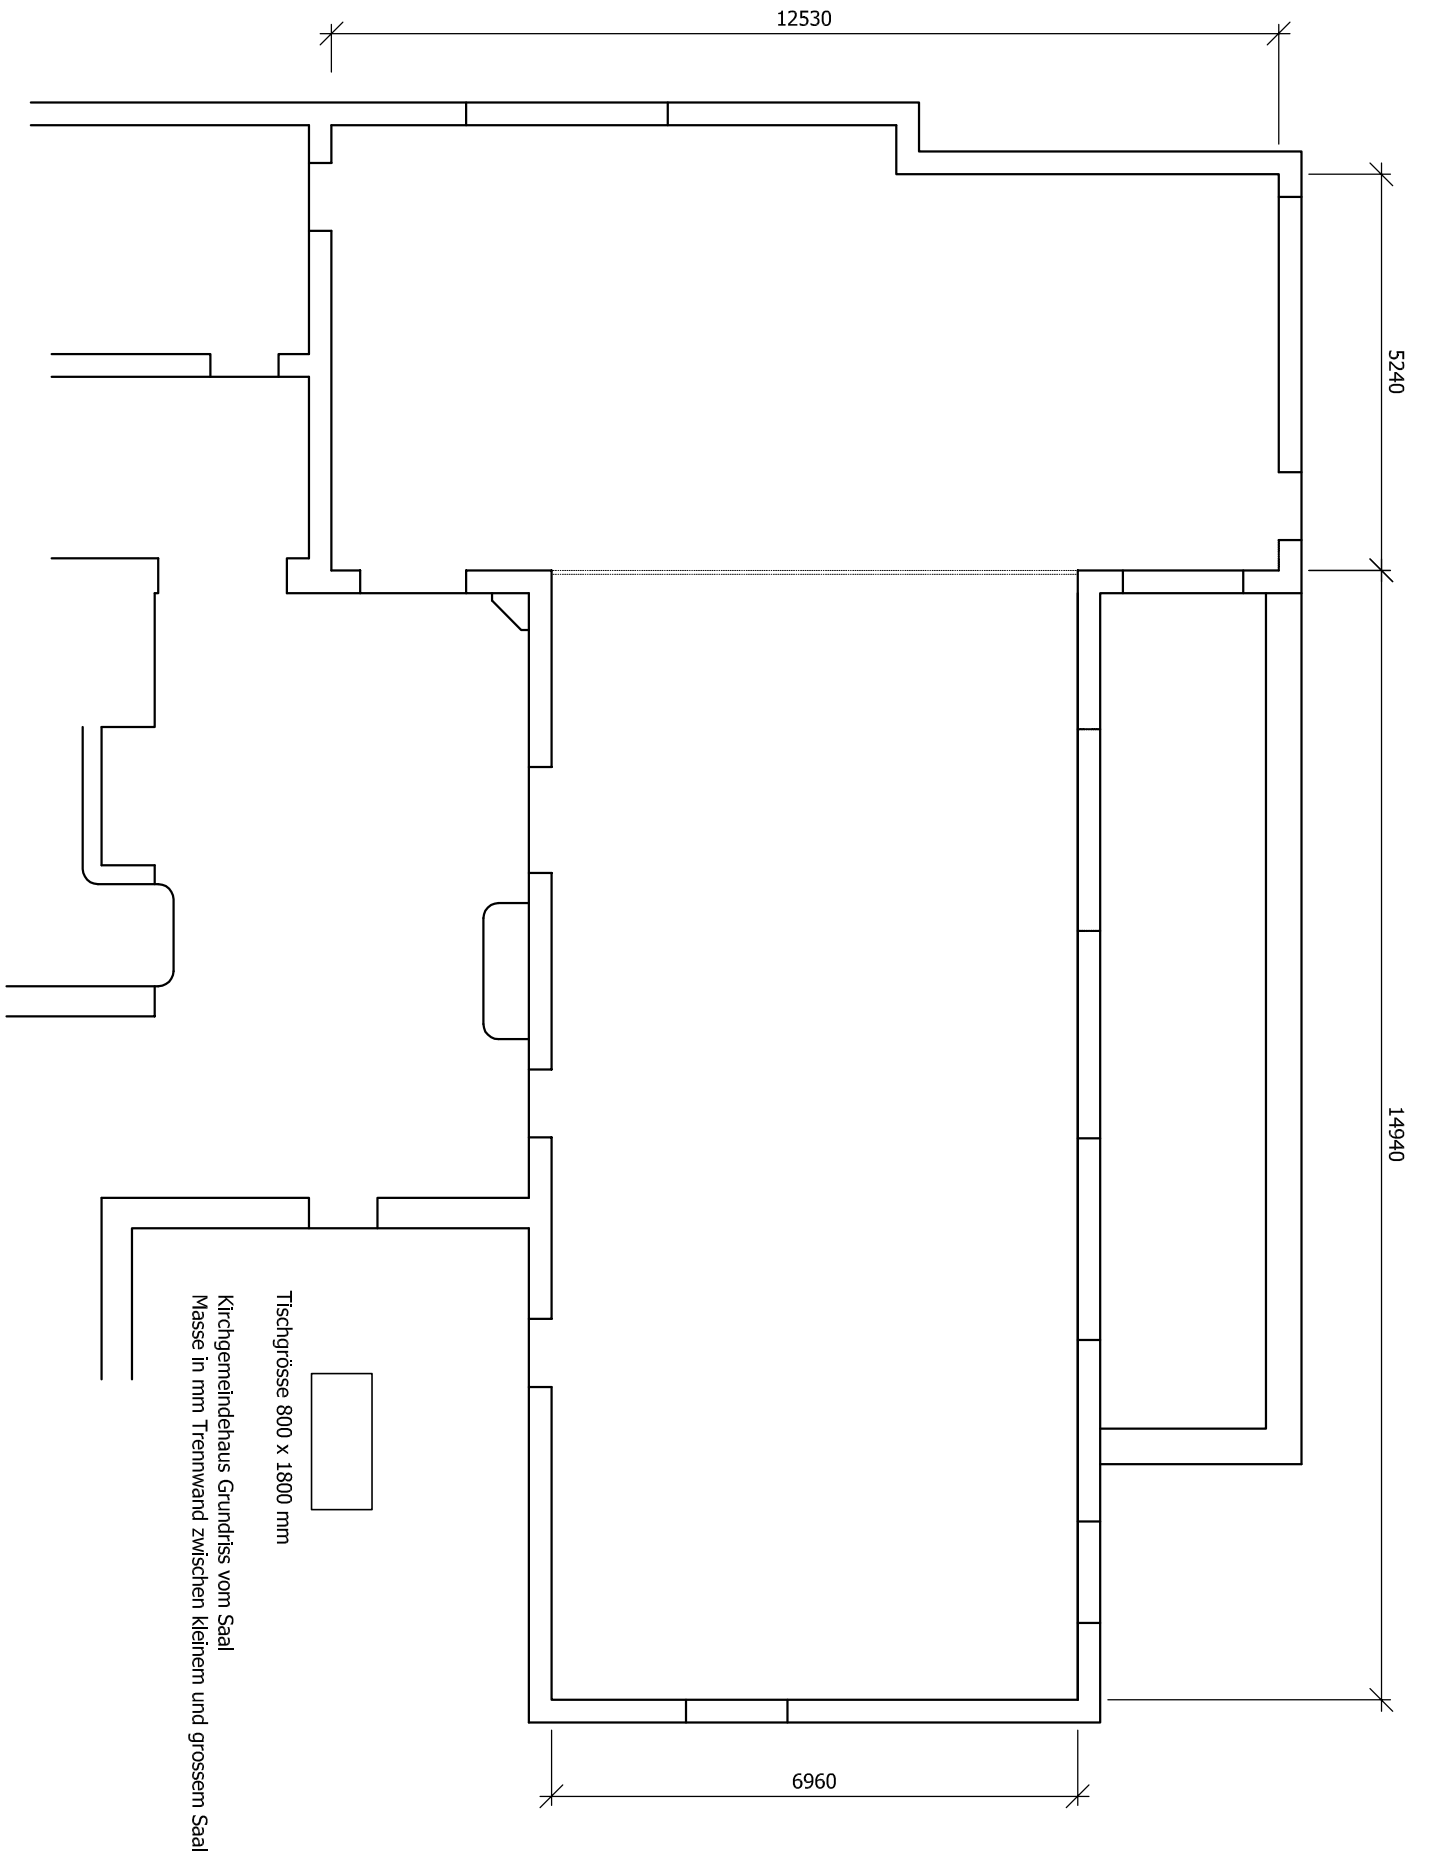 12530
5240
14940
6960
Tischgrösse 800 x 1800 mm
Kirchgemeindehaus Grundriss vom Saal
Masse in mm Trennwand zwischen kleinem und grossem Saal